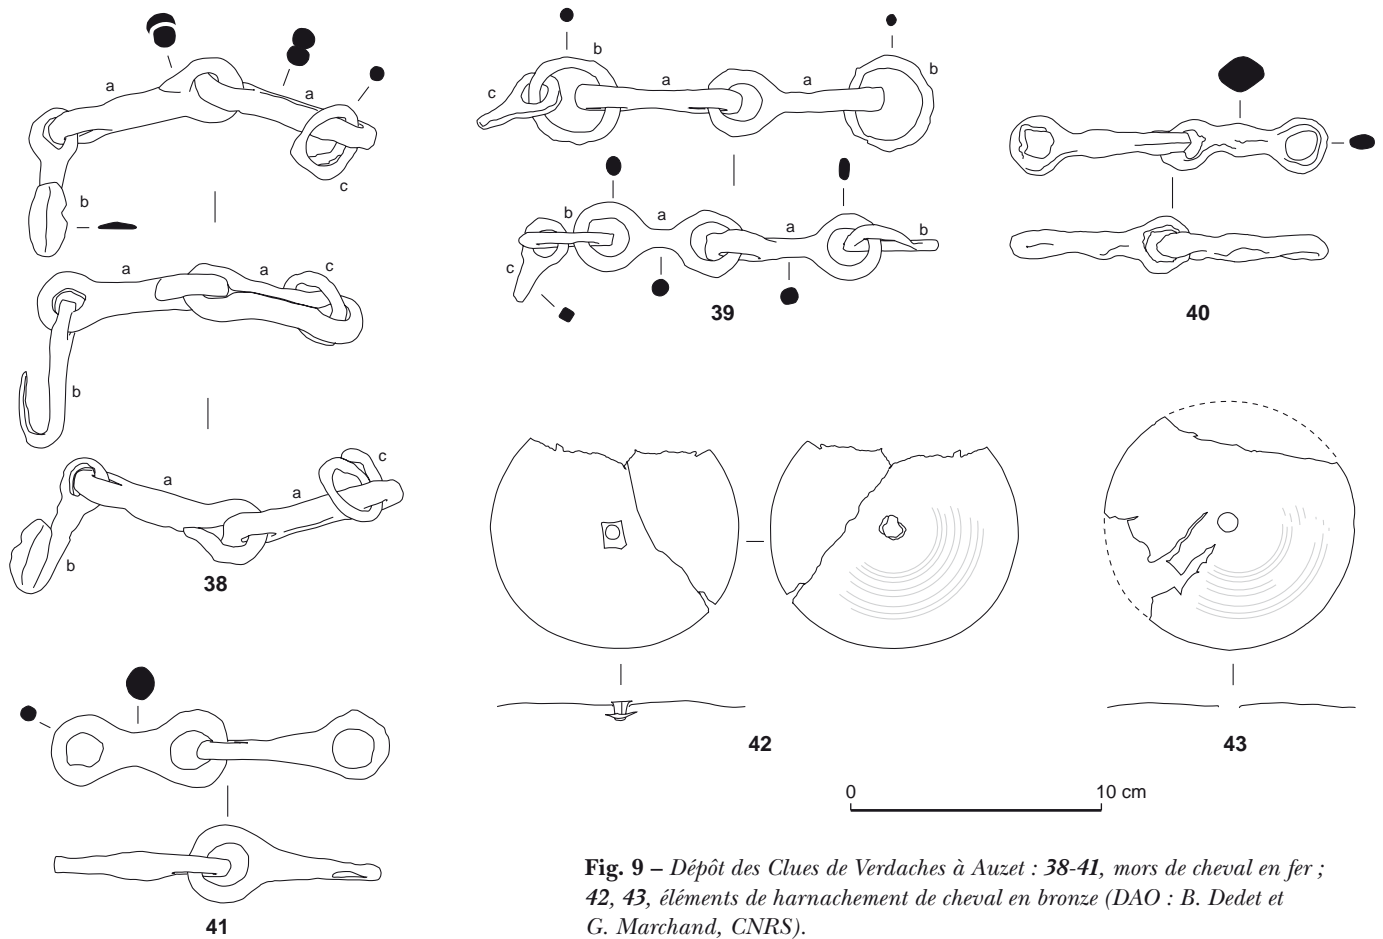 a
a
b
c
a
a
c
b
a
a
c
b
38
b
c
a
a
b
b
a
a
b
c
39
40
42
43
41
0 10 cm
Fig. 9 – Dépôt des Clues de Verdaches à Auzet : 38-41, mors de cheval en fer ;
42, 43, éléments de harnachement de cheval en bronze (DAO : B. Dedet et
G. Marchand, CNRS).